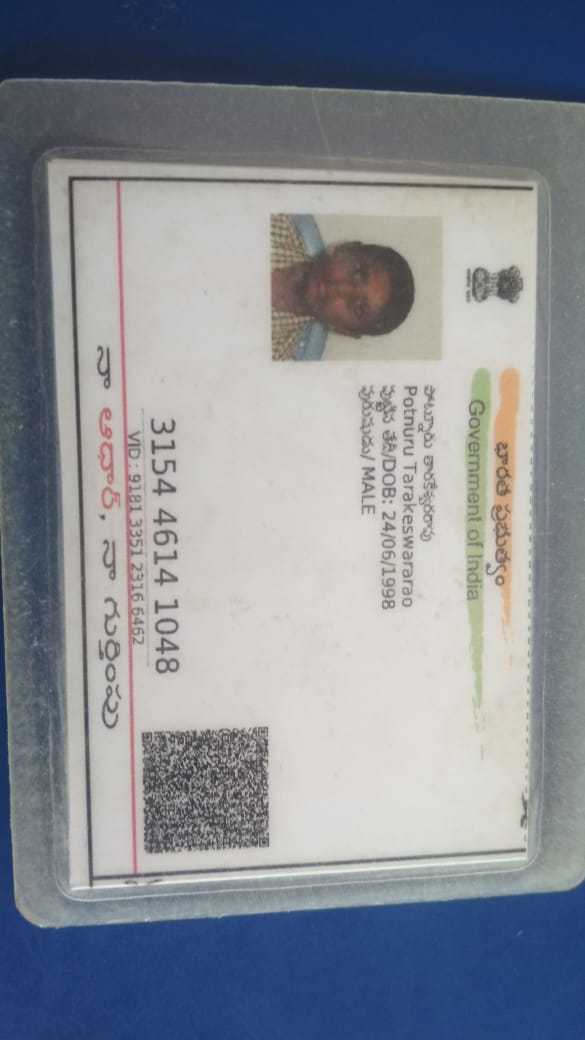 భారత ప్రభుత్వం
Government of India
పొట్నూరు తారకేశ్వరరావు
Potnuru Tarakeswararao
పుట్టిన తేదీ/DOB: 24/06/1998
పురుషుడు/ MALE
3154 4614 1048
VID : 9181 3351 2316 6462
నా ఆధార్, నా గుర్తింపు